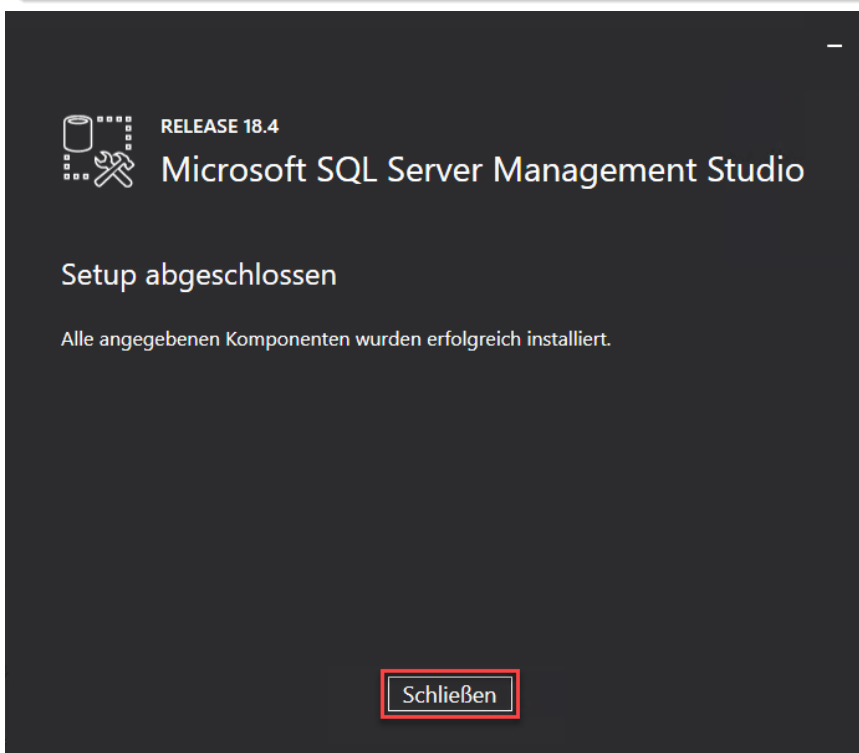 RELEASE 18.4
Microsoft SQL Server Management Studio
Setup abgeschlossen
Alle angegebenen Komponenten wurden erfolgreich installiert.
Schließen